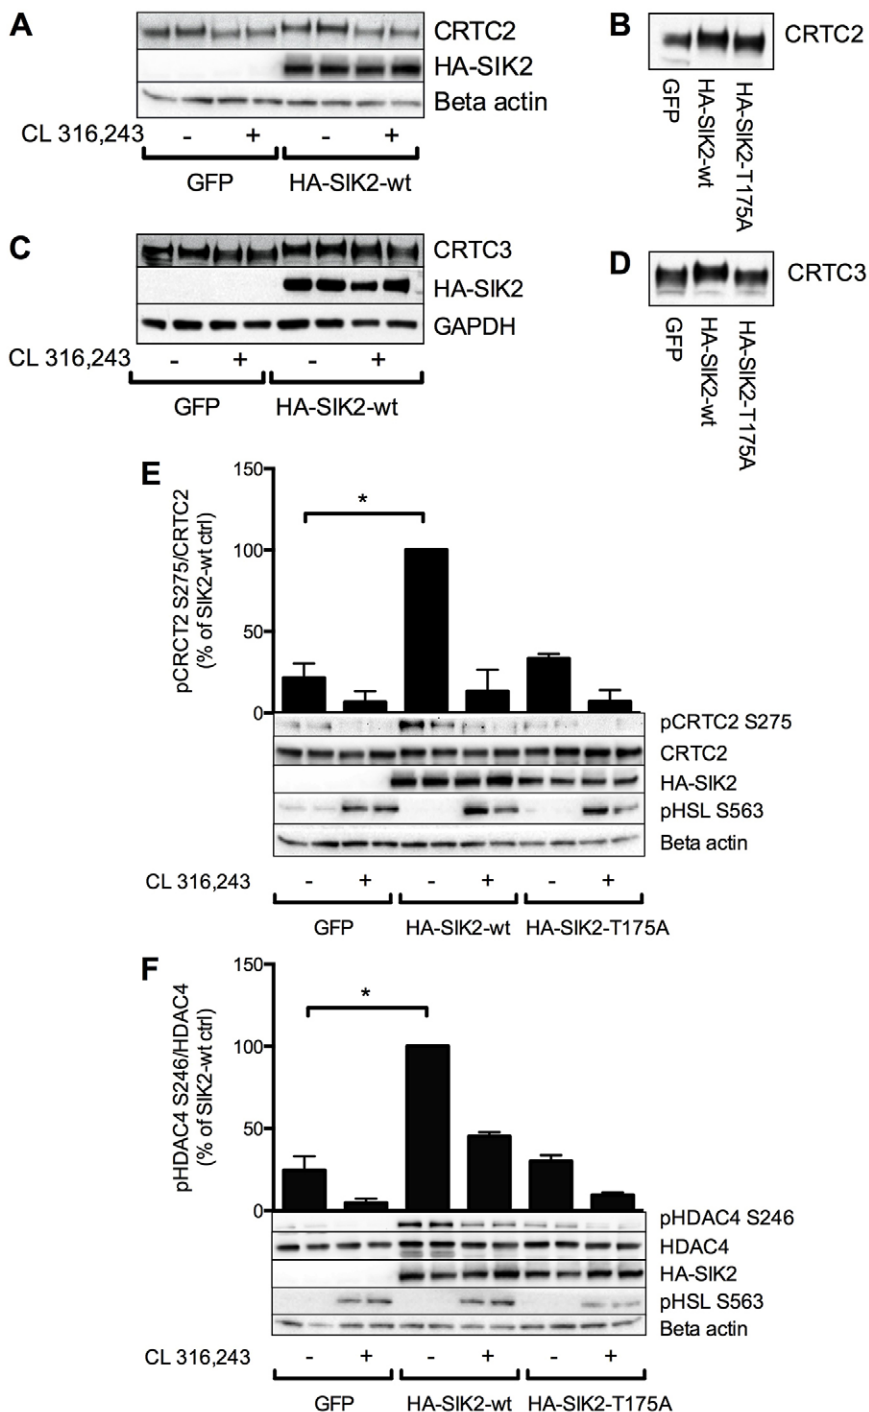 A
CRTC2
HA-SIK2
Beta actin
CL 316,243 - + - +
GFP HA-SIK2-wt
B
CRTC2
GFP
HA-SIK2-wt
HA-SIK2-T175A
C
CRTC3
HA-SIK2
GAPDH
CL 316,243 - + - +
GFP HA-SIK2-wt
D
CRTC3
GFP
HA-SIK2-wt
HA-SIK2-T175A
E
pCRCT2 S275/CRTC2
(% of SIK2-wt ctrl)
150
100
50
0
*
pCRTC2 S275
CRTC2
HA-SIK2
pHSL S563
Beta actin
CL 316,243 - + - + - +
GFP HA-SIK2-wt HA-SIK2-T175A
F
pHDAC4 S246/HDAC4
(% of SIK2-wt ctrl)
150
100
50
0
*
pHDAC4 S246
HDAC4
HA-SIK2
pHSL S563
Beta actin
CL 316,243 - + - + - +
GFP HA-SIK2-wt HA-SIK2-T175A